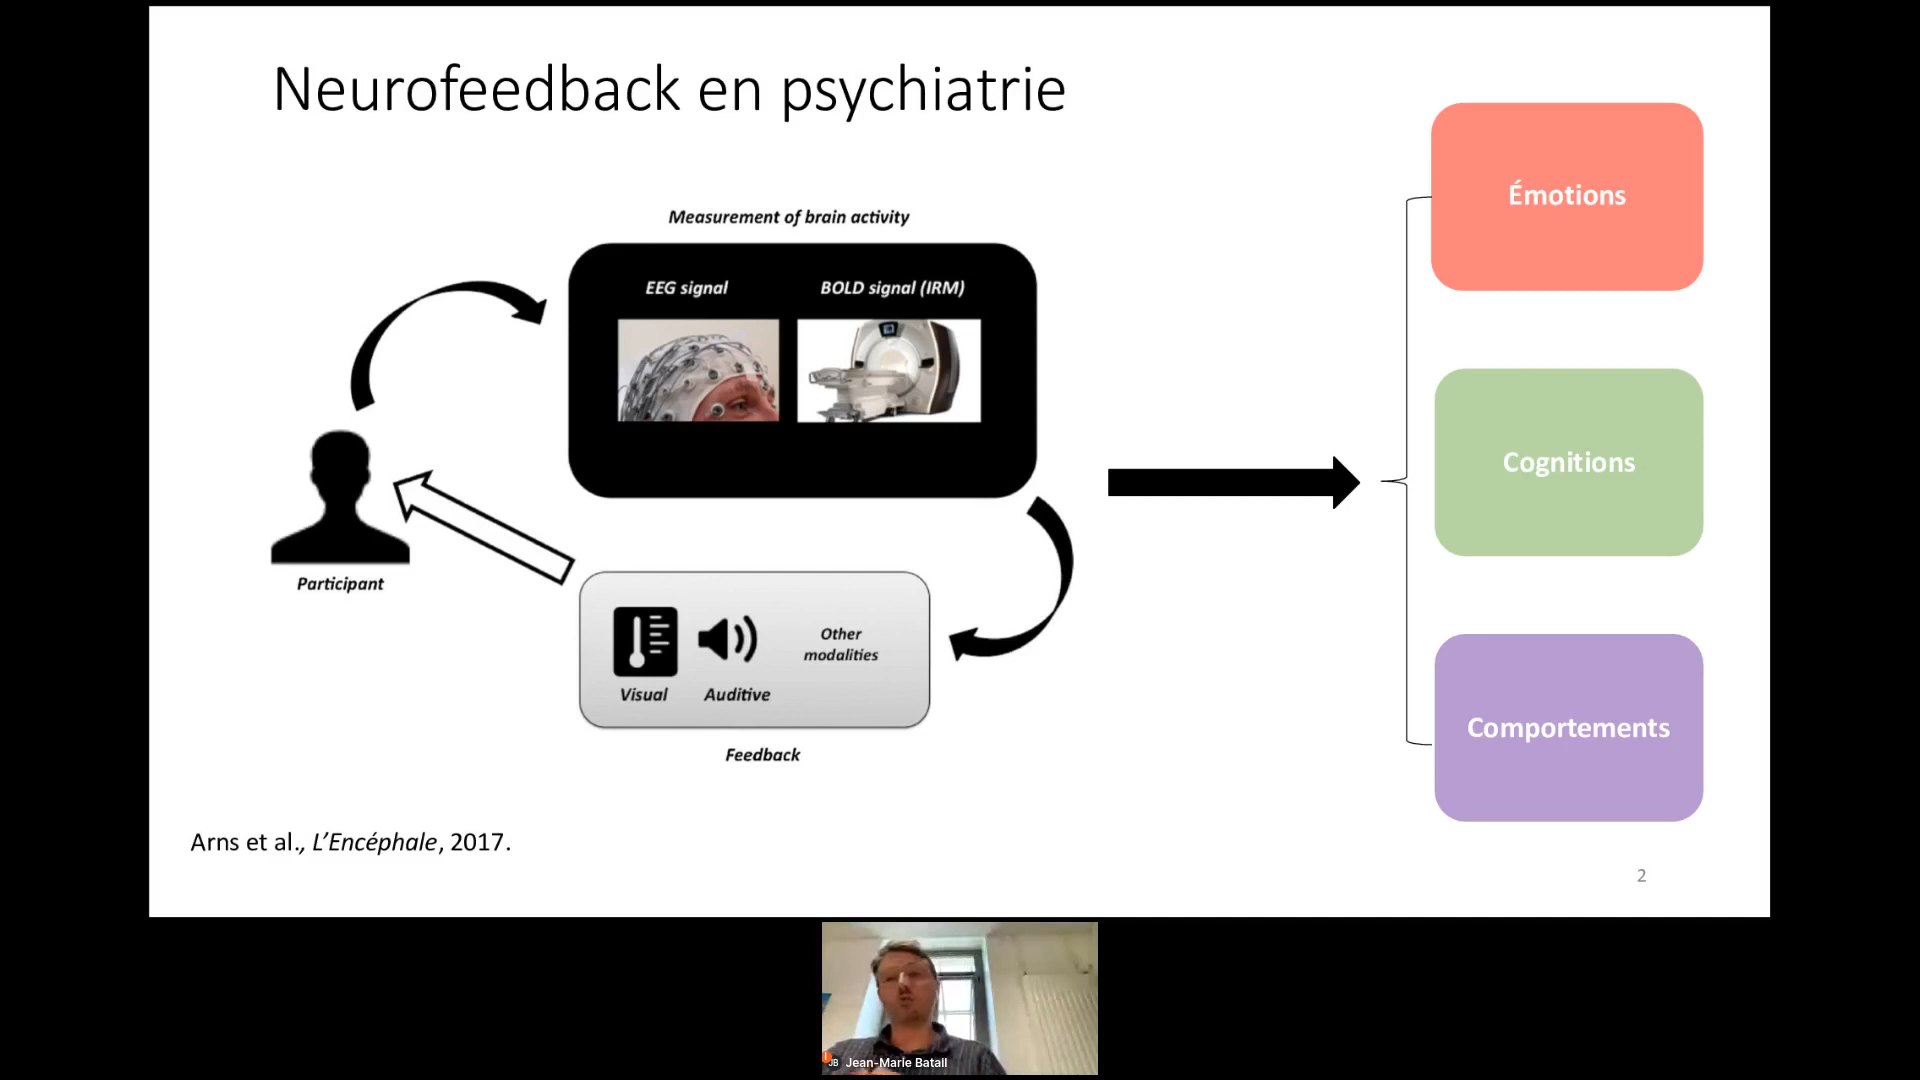 Neurofeedback en psychiatrie
Measurement of brain activity
EEG signal
BOLD signal (IRM)
Participant
Visual
Auditive
Other
modalities
Feedback
Émotions
Cognitions
Comportements
Arns et al., L’Encéphale, 2017.
2
JB
Jean-Marie Batail